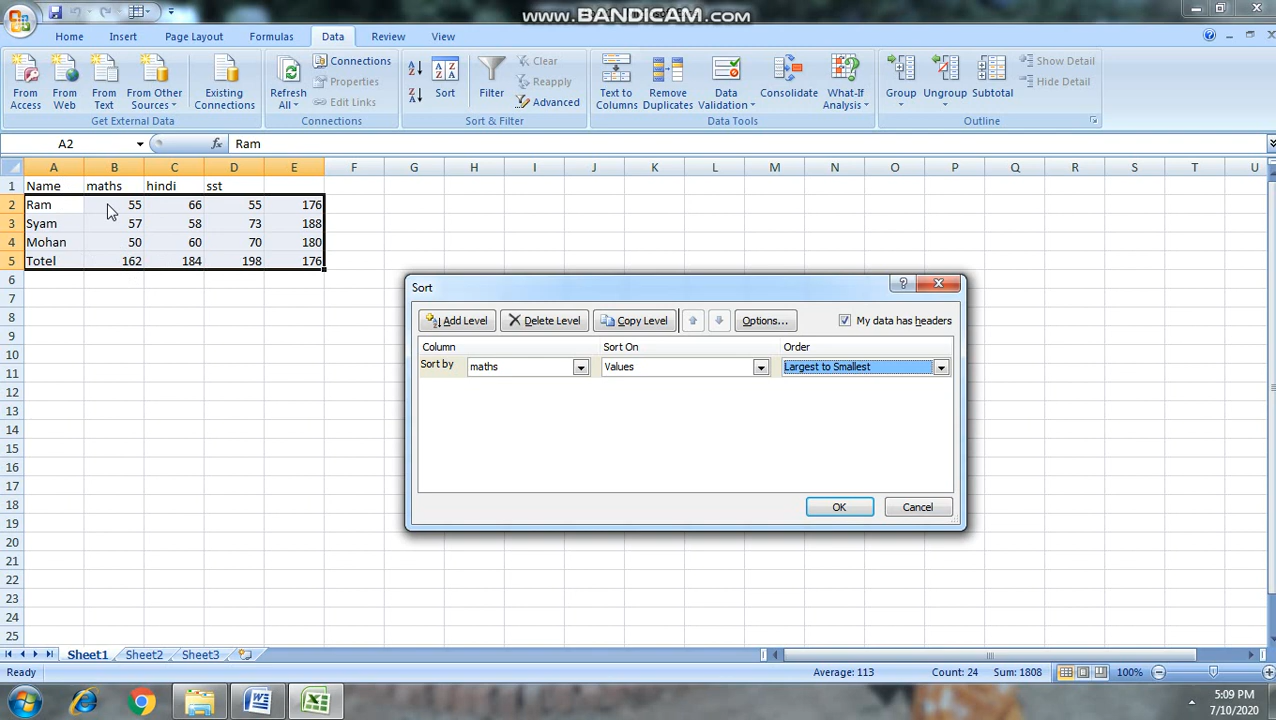 www.BANDICAM.com
Home Insert Page Layout Formulas Data Review View
From Access
From Web
From Text
From Other Sources
Existing Connections
Get External Data
Refresh All
Connections
Properties
Edit Links
Connections
Sort
Filter
Clear
Reapply
Advanced
Sort & Filter
Text to Columns
Remove Duplicates
Data Validation
Consolidate
What-If Analysis
Data Tools
Group
Ungroup
Subtotal
Show Detail
Hide Detail
Outline
A2 fx Ram
A B C D E F G H I J K L M N O P Q R S T U
1 Name maths hindi sst
2 Ram 55 66 55 176
3 Syam 57 58 73 188
4 Mohan 50 60 70 180
5 Totel 162 184 198 176
6
7
8
9
10
11
12
13
14
15
16
17
18
19
20
21
22
23
24
25
Sort
Add Level Delete Level Copy Level Options... My data has headers
Column Sort On Order
Sort by maths Values Largest to Smallest
OK Cancel
Sheet1 Sheet2 Sheet3
Ready Average: 113 Count: 24 Sum: 1808 100%
5:09 PM
7/10/2020